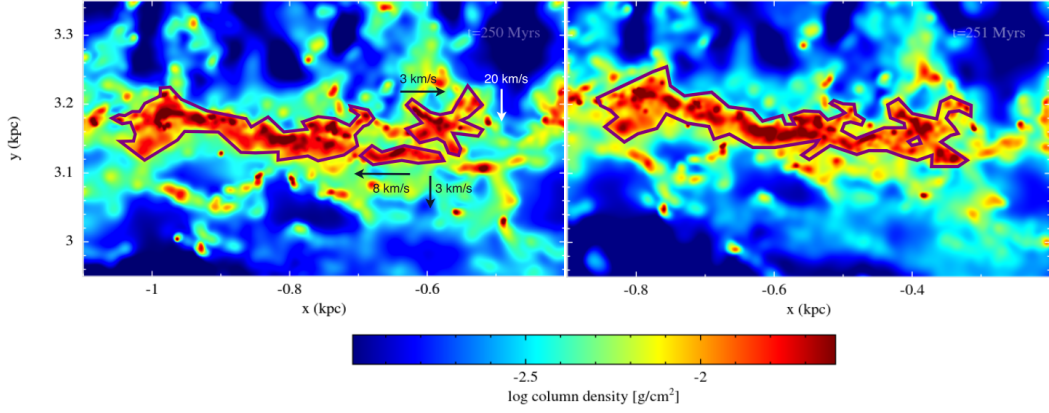 3.3
t=250 Myrs
t=251 Myrs
3 km/s
20 km/s
3.2
y (kpc)
3.1
8 km/s
3 km/s
3
-1
-0.8
-0.6
-0.8
-0.6
-0.4
x (kpc)
x (kpc)
-2.5
-2
log column density [g/cm²]